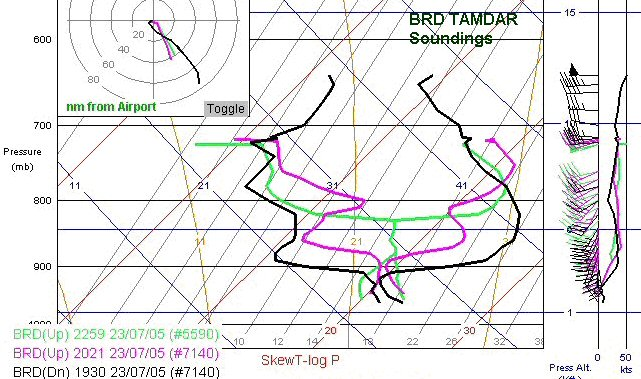 BRD TAMDAR
Soundings
15
600
20
40
60
80
nm from Airport
Toggle
700
Pressure
(mb)
11
21
31
41
800
11
21
900
1
10
12
14
18
20
22
26
30
32
38
BRD(Up) 2259 23/07/05 (#5590)
BRD(Up) 2021 23/07/05 (#7140)
BRD(Dn) 1930 23/07/05 (#7140)
SkewT-log P
0
50
kts
Press Alt.